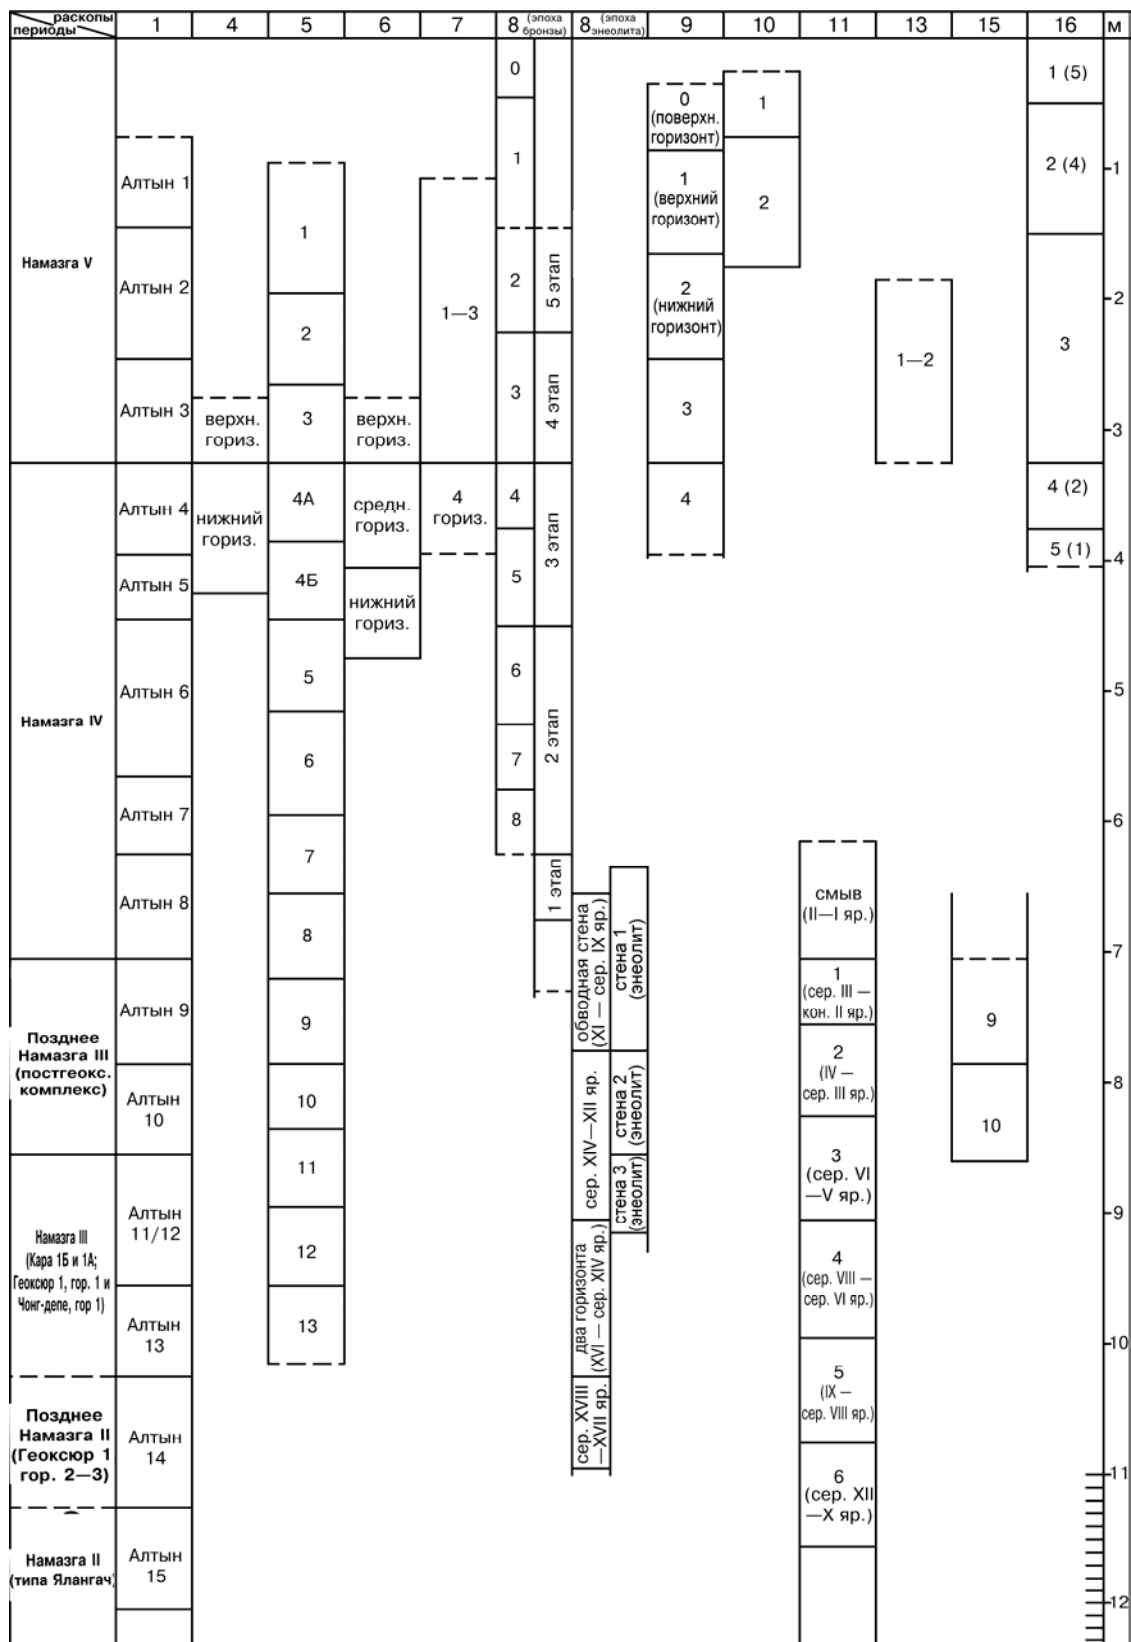 раскопы
периоды
1
4
5
6
7
8 (эпоха бронзы)
8 (эпоха энеолита)
9
10
11
13
15
16
М
Намазга V
Намазга IV
Позднее
Намазга III
(постгеокс.
комплекс)
Намазга III
(Кара 1Б и 1А;
Геоксюр 1, гор. 1 и
Чонг-депе, гор 1)
Позднее
Намазга II
(Геоксюр 1
гор. 2—3)
Намазга II
(типа Ялангач)
Алтын 1
Алтын 2
Алтын 3
Алтын 4
Алтын 5
Алтын 6
Алтын 7
Алтын 8
Алтын 9
Алтын
10
Алтын
11/12
Алтын
13
Алтын
14
Алтын
15
верхн.
гориз.
нижний
гориз.
1
2
3
4А
4Б
5
6
7
8
9
10
11
12
13
верхн.
гориз.
средн.
гориз.
нижний
гориз.
1—3
4
гориз.
0
1
2
3
4
5
6
7
8
5 этап
4 этап
3 этап
2 этап
1 этап
обводная стена
(XI — сер. IX яр.)
сер. XIV—XII яр.
два горизонта
(XVI — сер. XIV яр.)
сер. XVIII
—XVII яр.
стена 1
(энеолит)
стена 2
(энеолит)
стена 3
(энеолит)
0
(поверхн.
горизонт)
1
(верхний
горизонт)
2
(нижний
горизонт)
3
4
1
2
смыв
(II—I яр.)
1
(сер. III —
кон. II яр.)
2
(IV —
сер. III яр.)
3
(сер. VI
—V яр.)
4
(сер. VIII —
сер. VI яр.)
5
(IX —
сер. VIII яр.)
6
(сер. XII
—X яр.)
1—2
9
10
1 (5)
2 (4)
3
4 (2)
5 (1)
1
2
3
4
5
6
7
8
9
10
11
12